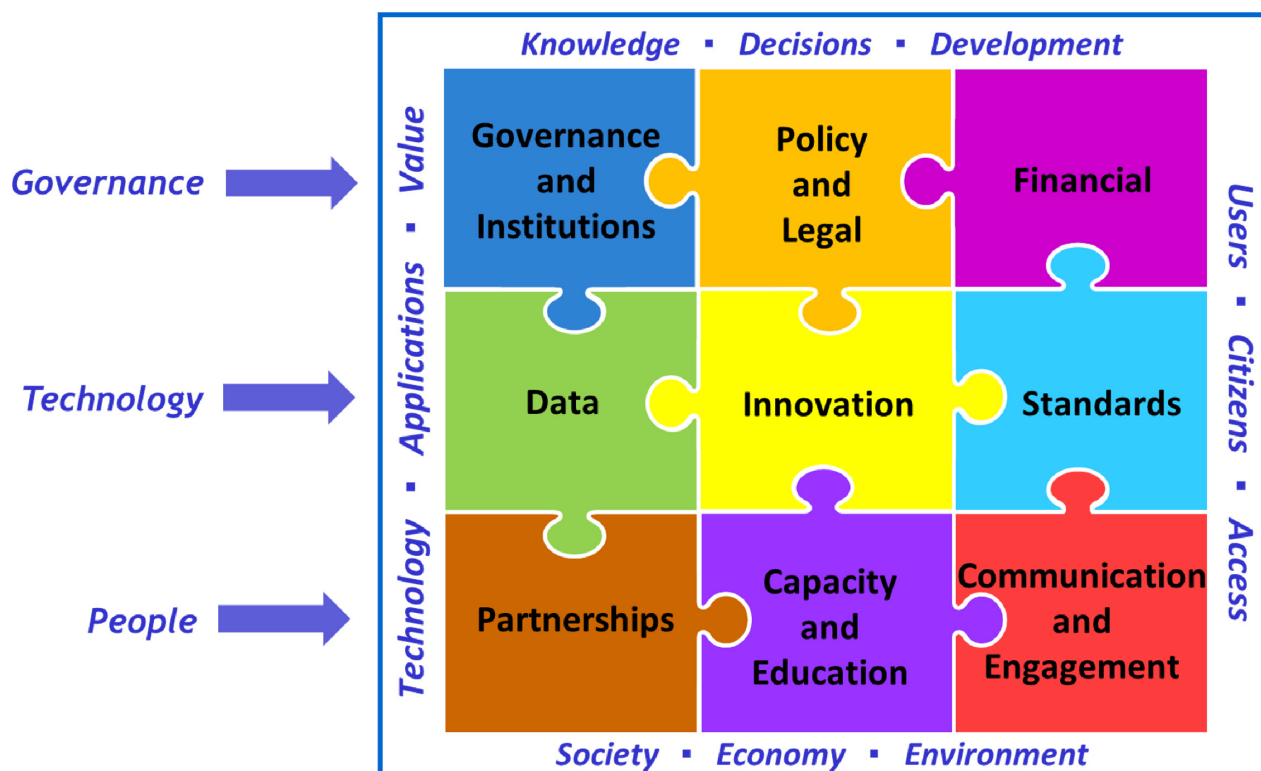 Knowledge ▪ Decisions ▪ Development
Governance
Technology
People
Technology ▪ Applications ▪ Value
Governance
and
Institutions
Policy
and
Legal
Financial
Data
Innovation
Standards
Partnerships
Capacity
and
Education
Communication
and
Engagement
Users ▪ Citizens ▪ Access
Society ▪ Economy ▪ Environment